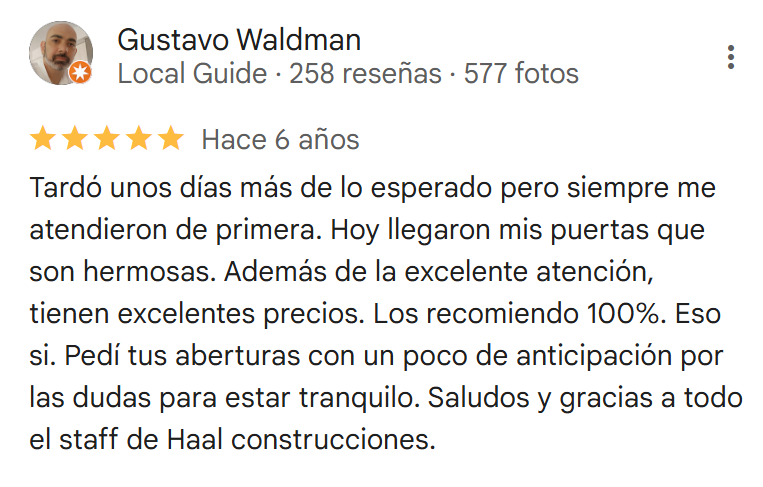 Gustavo Waldman
Local Guide · 258 reseñas · 577 fotos
Hace 6 años
Tardó unos días más de lo esperado pero siempre me
atendieron de primera. Hoy llegaron mis puertas que
son hermosas. Además de la excelente atención,
tienen excelentes precios. Los recomiendo 100%. Eso
si. Pedí tus aberturas con un poco de anticipación por
las dudas para estar tranquilo. Saludos y gracias a todo
el staff de Haal construcciones.